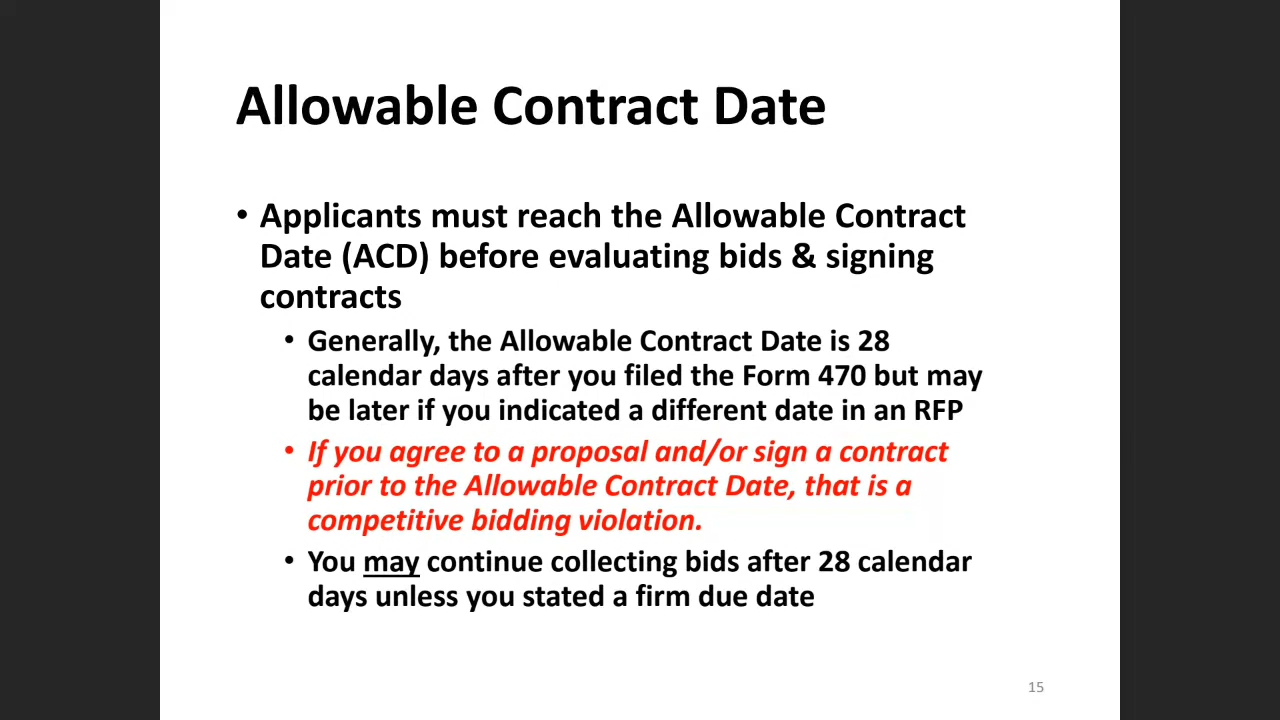 Allowable Contract Date
• Applicants must reach the Allowable Contract
Date (ACD) before evaluating bids & signing
contracts
• Generally, the Allowable Contract Date is 28
calendar days after you filed the Form 470 but may
be later if you indicated a different date in an RFP
• If you agree to a proposal and/or sign a contract
prior to the Allowable Contract Date, that is a
competitive bidding violation.
• You may continue collecting bids after 28 calendar
days unless you stated a firm due date
15